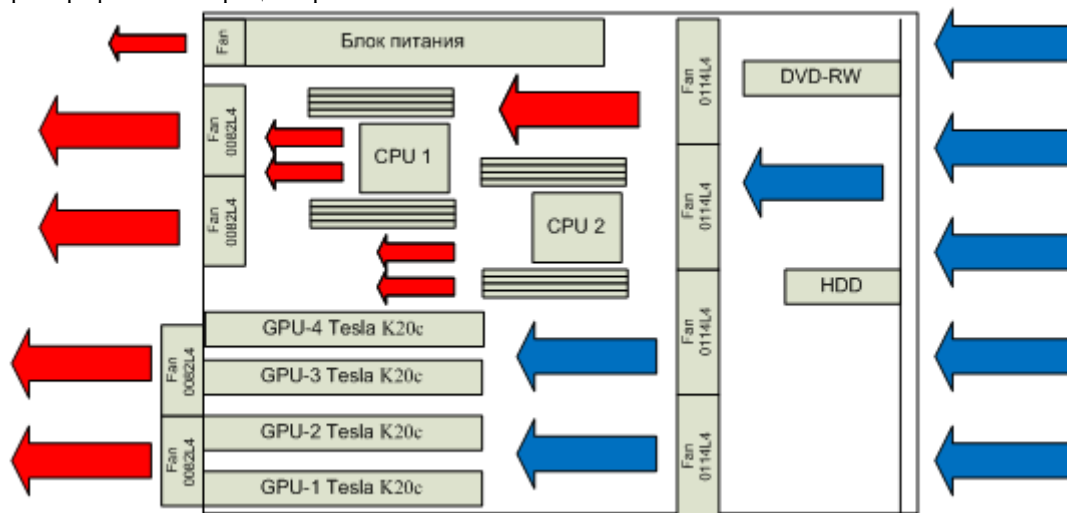 Fan
Блок питания
Fan
0114L4
DVD-RW
Fan
0082L4
CPU 1
Fan
0114L4
Fan
0082L4
CPU 2
HDD
Fan
0114L4
GPU-4 Tesla K20c
Fan
0082L4
GPU-3 Tesla K20c
GPU-2 Tesla K20c
Fan
0114L4
Fan
0082L4
GPU-1 Tesla K20c